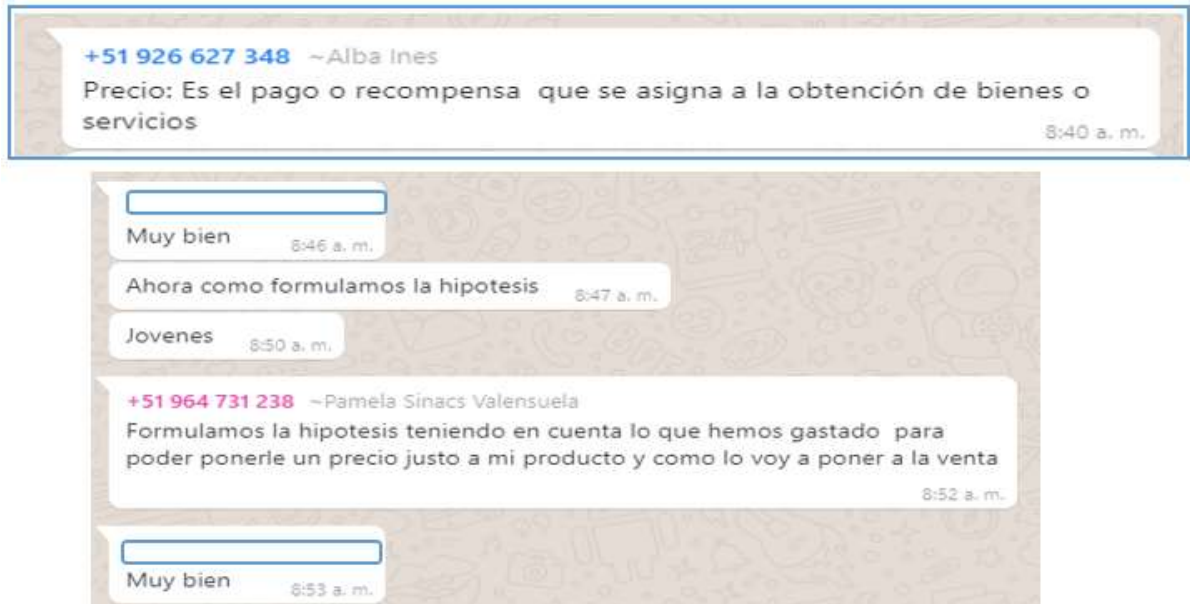 +51 926 627 348 ~Alba Ines
Precio: Es el pago o recompensa que se asigna a la obtención de bienes o
servicios
8:40 a. m.
Muy bien 8:46 a. m.
Ahora como formulamos la hipotesis 8:47 a. m.
Jovenes 8:50 a. m.
+51 964 731 238 ~Pamela Sinacs Valensuela
Formulamos la hipotesis teniendo en cuenta lo que hemos gastado para
poder ponerle un precio justo a mi producto y como lo voy a poner a la venta
8:52 a. m.
Muy bien 8:53 a. m.